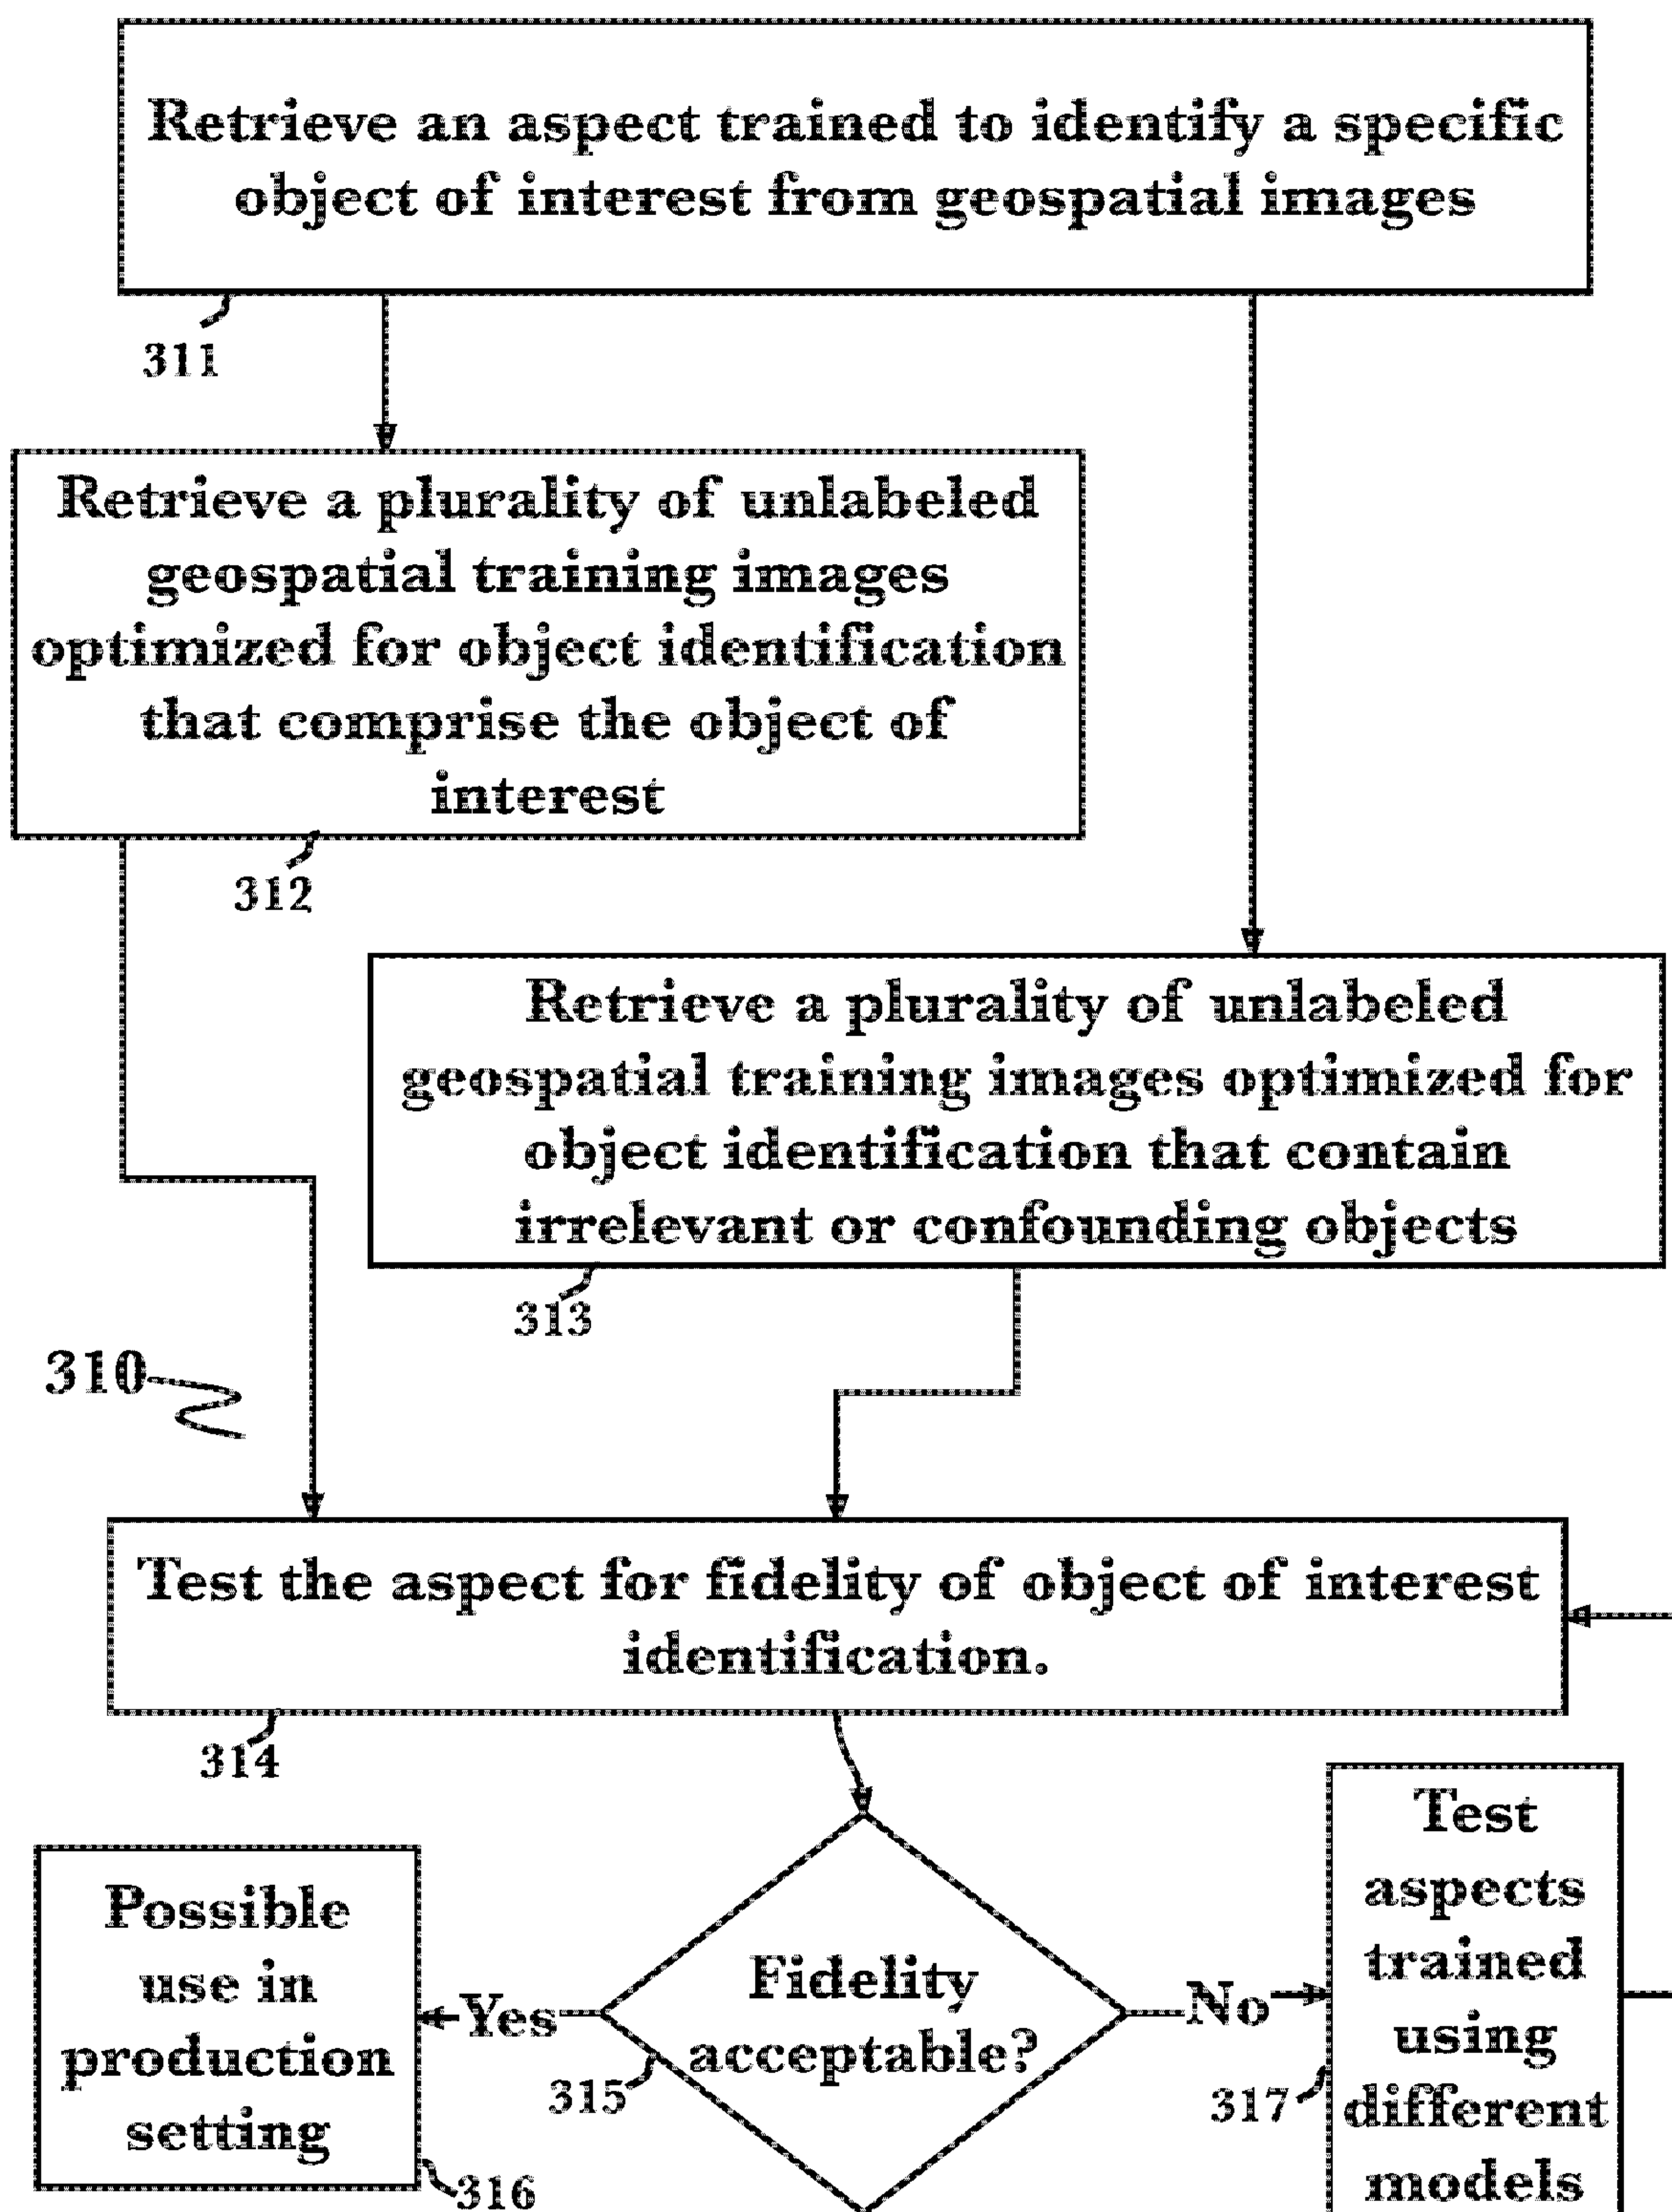 Retrieve an aspect trained to identify a specific
object of interest from geospatial images
311
Retrieve a plurality of unlabeled
geospatial training images
optimized for object identification
that comprise the object of
interest
312
Retrieve a plurality of unlabeled
geospatial training images optimized for
object identification that contain
irrelevant or confounding objects
313
310
Test the aspect for fidelity of object of interest
identification.
314
Possible
use in
production
setting
316
Yes
Fidelity
acceptable?
315
No
Test
aspects
trained
using
different
models
317